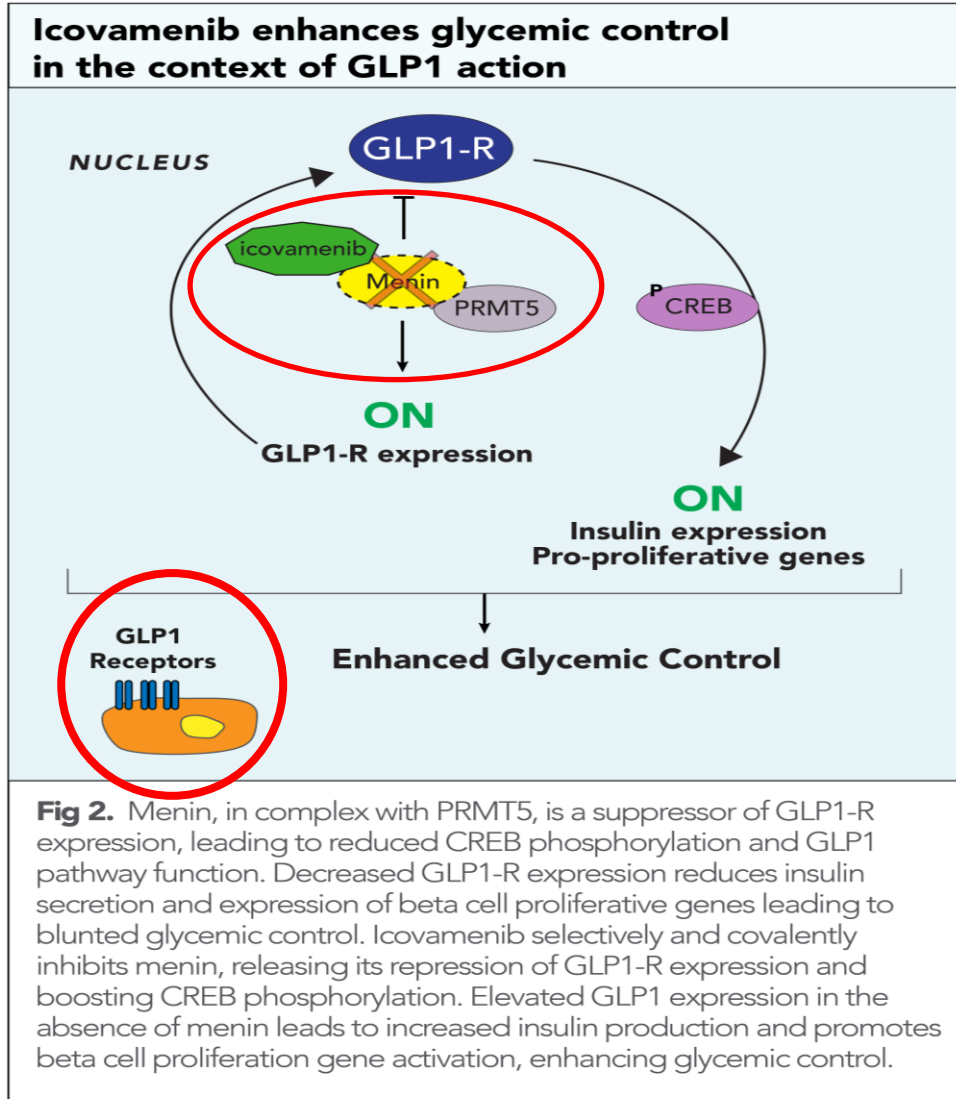 Icovamenib enhances glycemic control
in the context of GLP1 action
NUCLEUS
GLP1-R
icovamenib
Menin
PRMT5
P
CREB
ON
GLP1-R expression
ON
Insulin expression
Pro-proliferative genes
GLP1
Receptors
Enhanced Glycemic Control
Fig 2. Menin, in complex with PRMT5, is a suppressor of GLP1-R
expression, leading to reduced CREB phosphorylation and GLP1
pathway function. Decreased GLP1-R expression reduces insulin
secretion and expression of beta cell proliferative genes leading to
blunted glycemic control. Icovamenib selectively and covalently
inhibits menin, releasing its repression of GLP1-R expression and
boosting CREB phosphorylation. Elevated GLP1 expression in the
absence of menin leads to increased insulin production and promotes
beta cell proliferation gene activation, enhancing glycemic control.